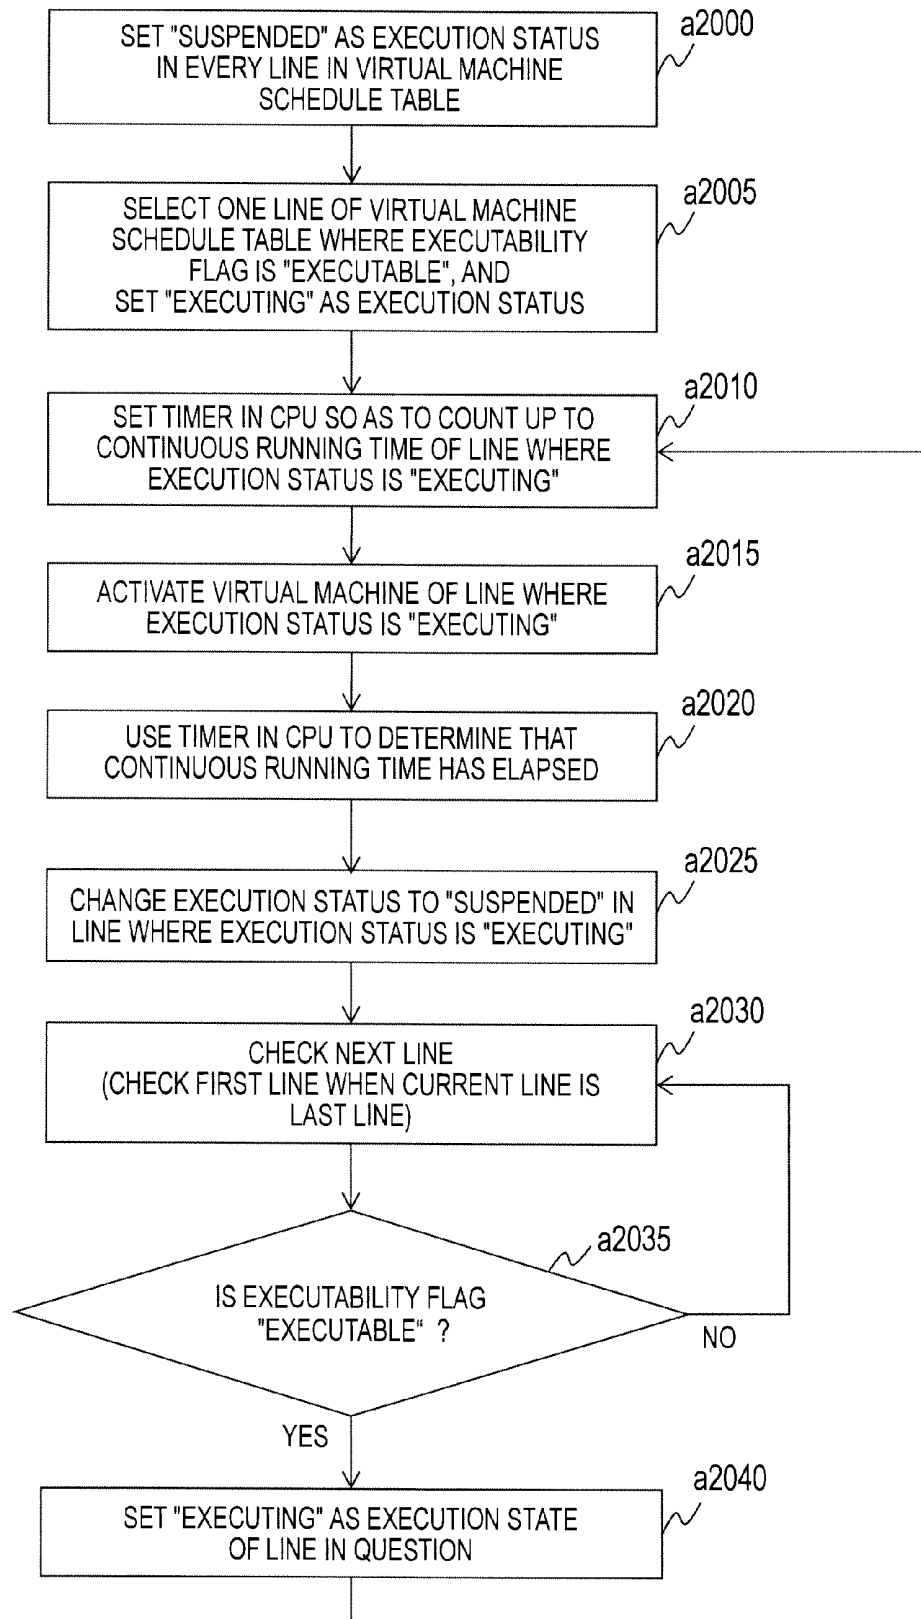 a2000
SET "SUSPENDED" AS EXECUTION STATUS
IN EVERY LINE IN VIRTUAL MACHINE
SCHEDULE TABLE
a2005
SELECT ONE LINE OF VIRTUAL MACHINE
SCHEDULE TABLE WHERE EXECUTABILITY
FLAG IS "EXECUTABLE", AND
SET "EXECUTING" AS EXECUTION STATUS
a2010
SET TIMER IN CPU SO AS TO COUNT UP TO
CONTINUOUS RUNNING TIME OF LINE WHERE
EXECUTION STATUS IS "EXECUTING"
a2015
ACTIVATE VIRTUAL MACHINE OF LINE WHERE
EXECUTION STATUS IS "EXECUTING"
a2020
USE TIMER IN CPU TO DETERMINE THAT
CONTINUOUS RUNNING TIME HAS ELAPSED
a2025
CHANGE EXECUTION STATUS TO "SUSPENDED" IN
LINE WHERE EXECUTION STATUS IS "EXECUTING"
a2030
CHECK NEXT LINE
(CHECK FIRST LINE WHEN CURRENT LINE IS
LAST LINE)
a2035
IS EXECUTABILITY FLAG
"EXECUTABLE" ?
NO
YES
a2040
SET "EXECUTING" AS EXECUTION STATE
OF LINE IN QUESTION